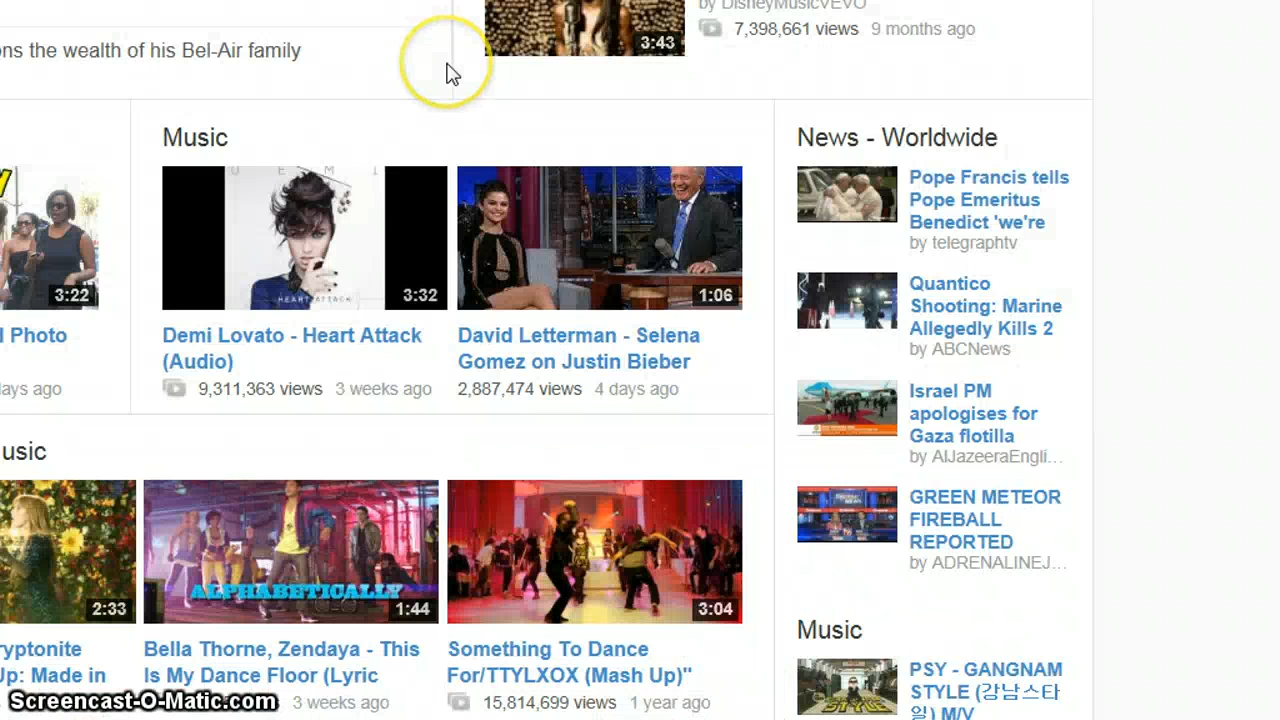 by DisneyMusicVEVO
7,398,661 views 9 months ago
3:43
ons the wealth of his Bel-Air family
Music
3:22
l Photo
days ago
HEART ATTACK
3:32
Demi Lovato - Heart Attack
(Audio)
9,311,363 views 3 weeks ago
1:06
David Letterman - Selena
Gomez on Justin Bieber
2,887,474 views 4 days ago
usic
2:33
ryptonite
Up: Made in
ALPHABETICALLY
1:44
Bella Thorne, Zendaya - This
Is My Dance Floor (Lyric
3 weeks ago
3:04
Something To Dance
For/TTYLXOX (Mash Up)"
15,814,699 views 1 year ago
News - Worldwide
Pope Francis tells
Pope Emeritus
Benedict 'we're
by telegraphtv
Quantico
Shooting: Marine
Allegedly Kills 2
by ABCNews
Israel PM
apologises for
Gaza flotilla
by AlJazeeraEngli...
GREEN METEOR
FIREBALL
REPORTED
by ADRENALINEJ...
Music
PSY - GANGNAM
STYLE (강남스타
일) M/V
Screencast-O-Matic.com